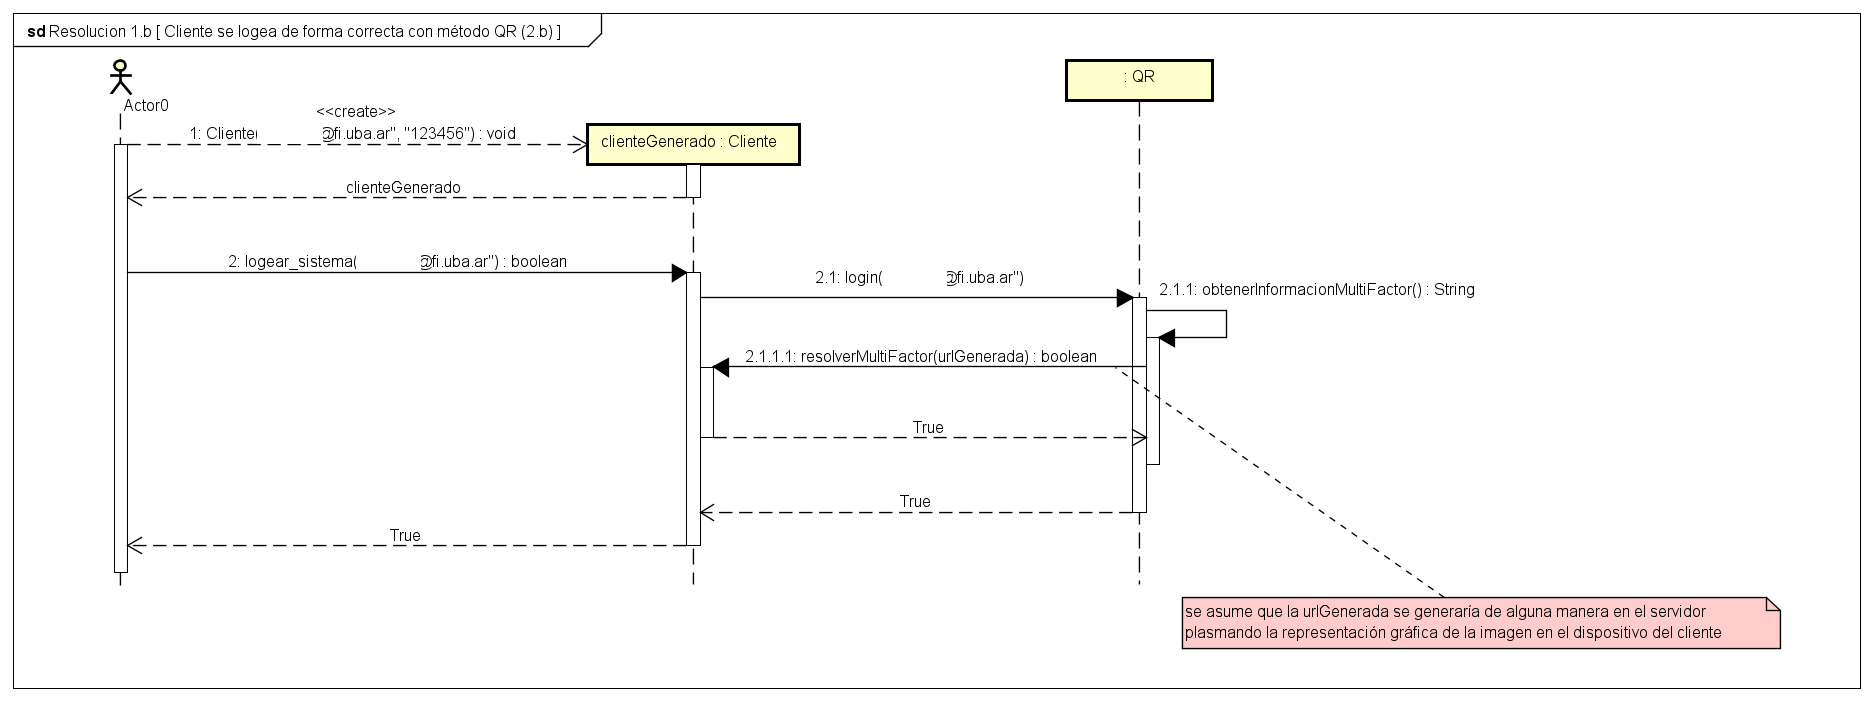 sd Resolucion 1.b [ Cliente se logea de forma correcta con método QR (2.b) ]
: QR
Actor0
<<create>>
1: Cliente( @fi.uba.ar", "123456") : void
clienteGenerado : Cliente
clienteGenerado
2: logear_sistema( @fi.uba.ar") : boolean
2.1: login( @fi.uba.ar")
2.1.1: obtenerInformacionMultiFactor() : String
2.1.1.1: resolverMultiFactor(urlGenerada) : boolean
True
True
True
se asume que la urlGenerada se generaría de alguna manera en el servidor
plasmando la representación gráfica de la imagen en el dispositivo del cliente